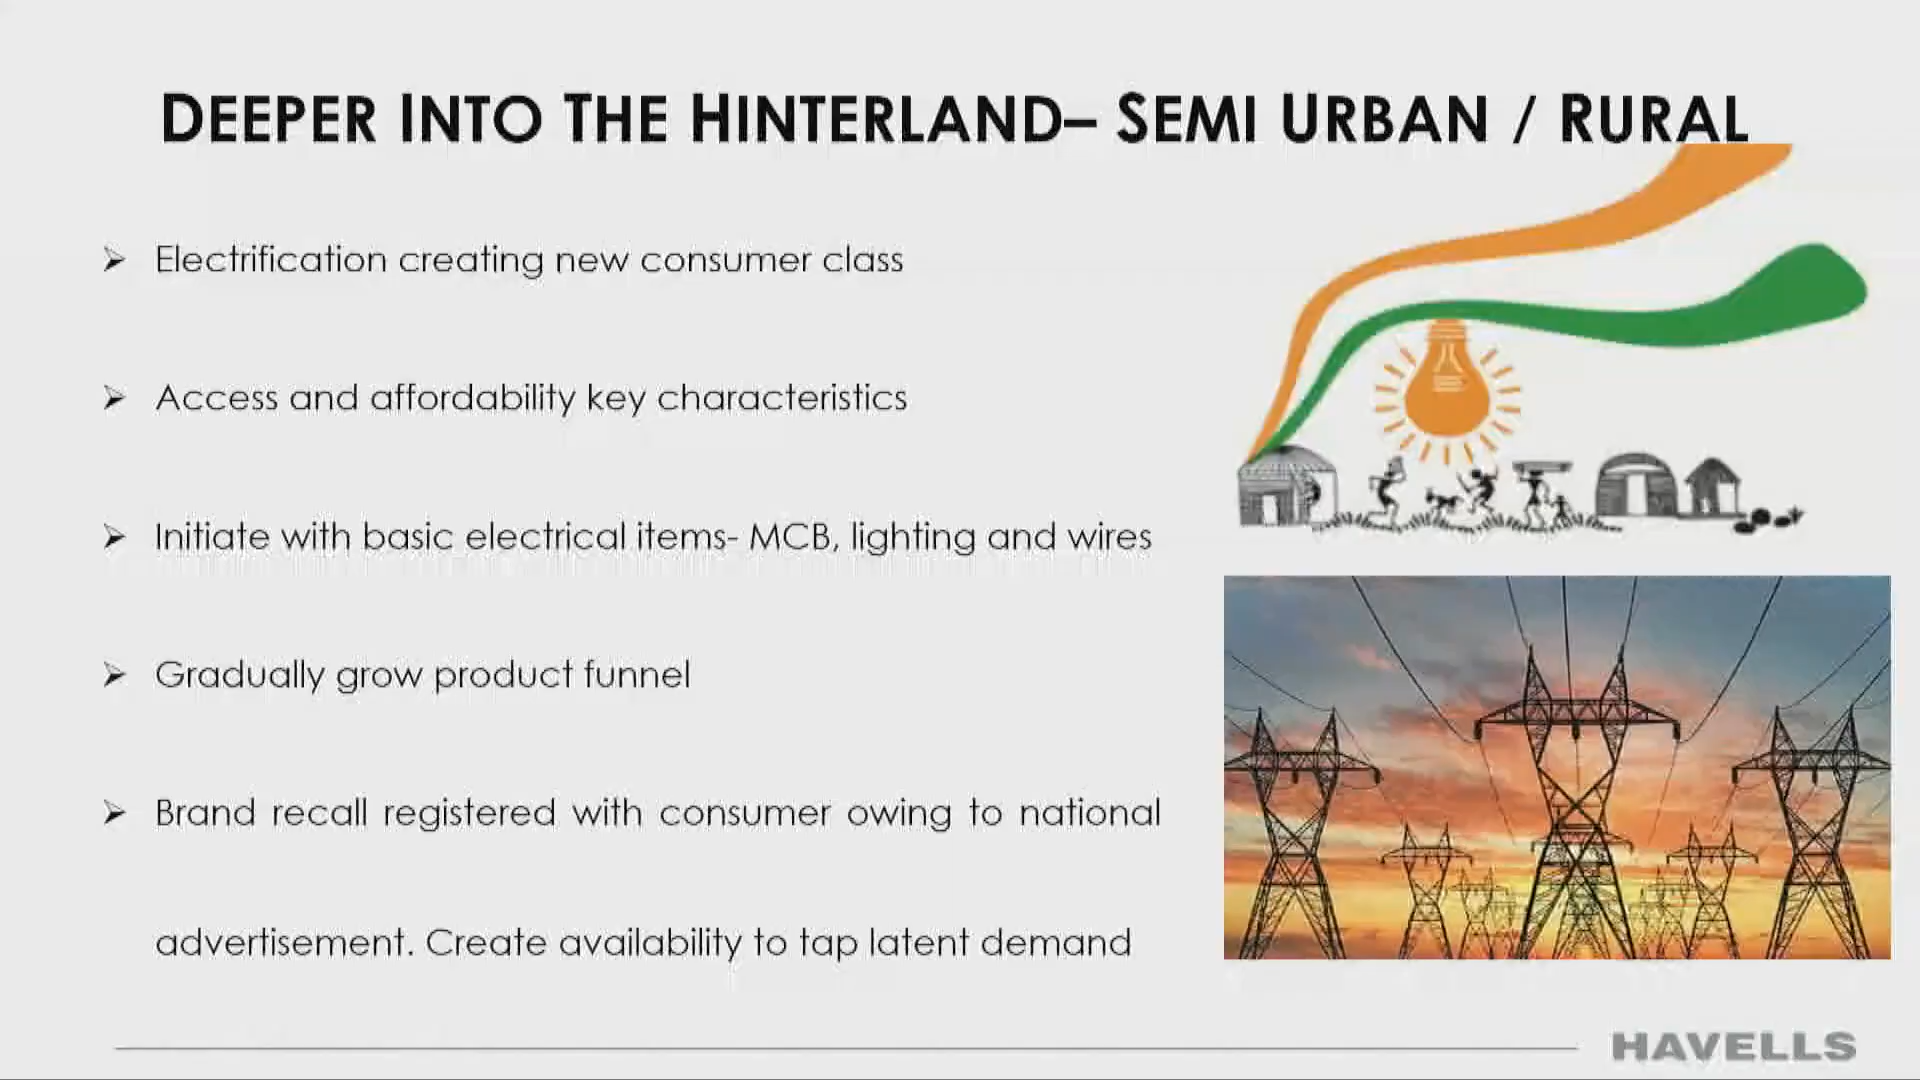 DEEPER INTO THE HINTERLAND– SEMI URBAN / RURAL
➢ Electrification creating new consumer class
➢ Access and affordability key characteristics
➢ Initiate with basic electrical items- MCB, lighting and wires
➢ Gradually grow product funnel
➢ Brand recall registered with consumer owing to national
advertisement. Create availability to tap latent demand
HAVELLS